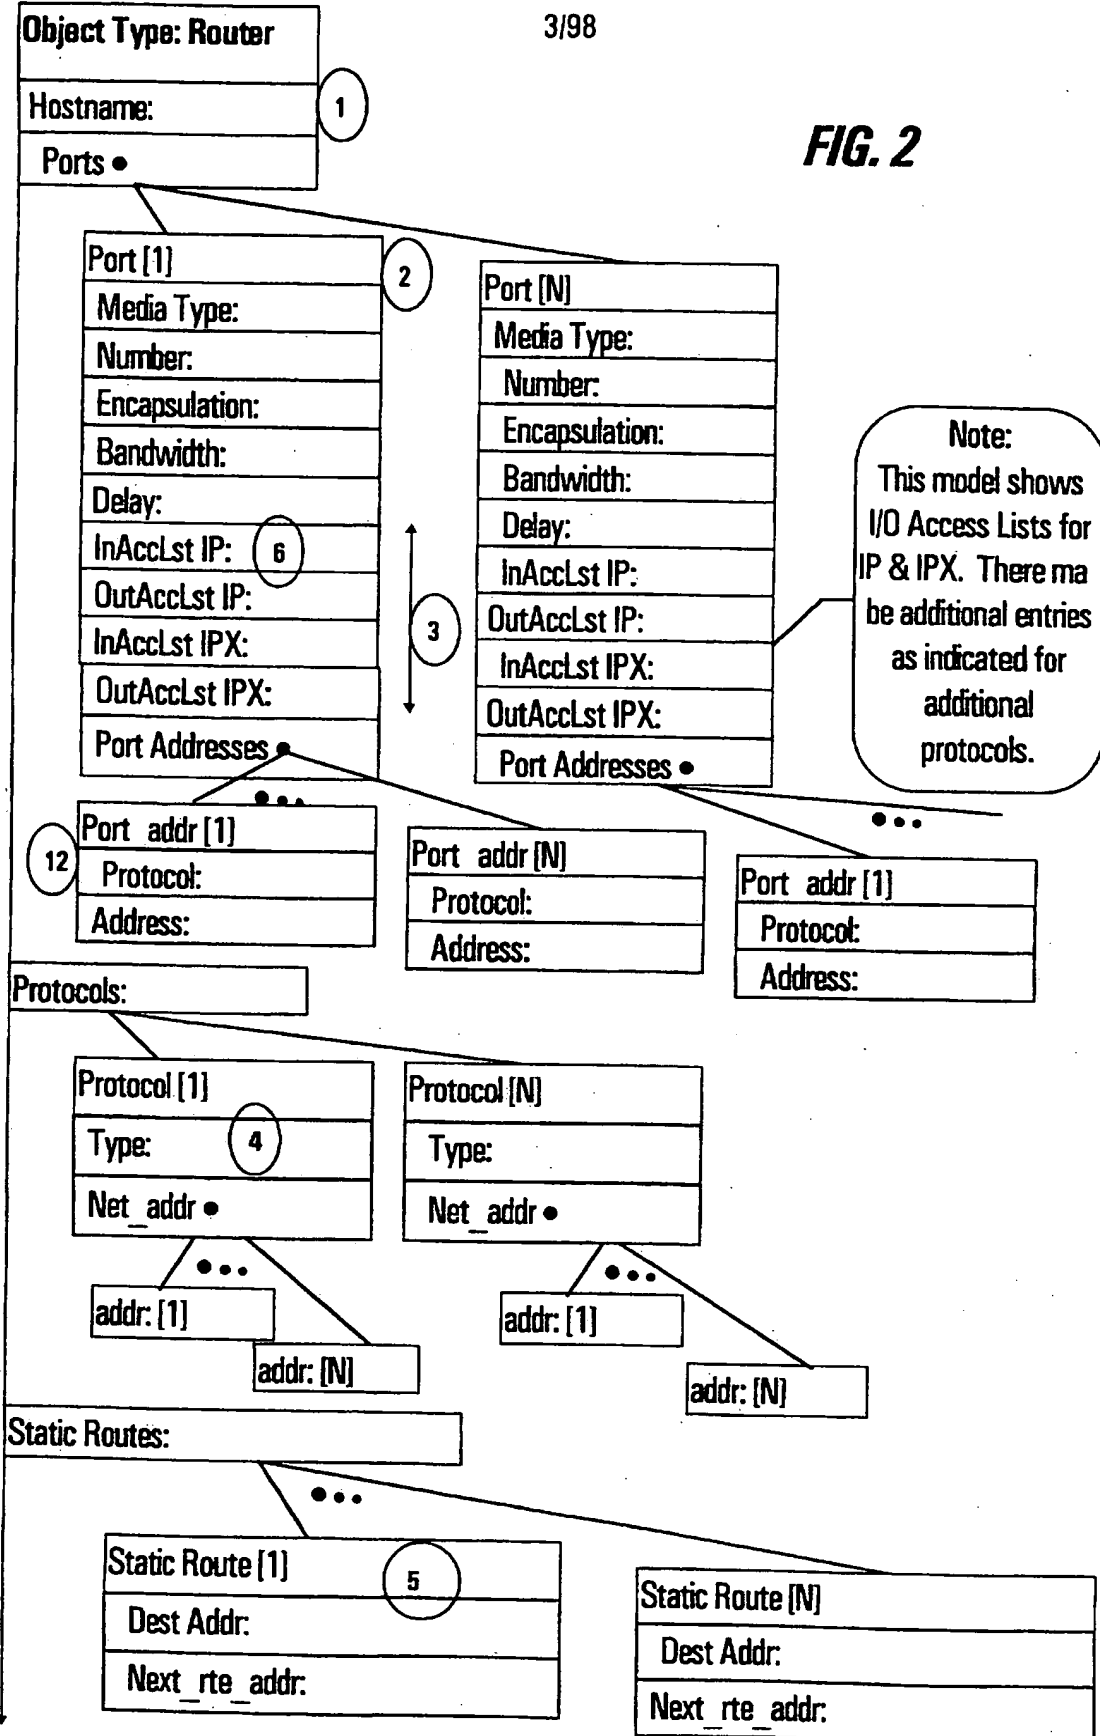 3/98
FIG. 2
Object Type: Router
Hostname:
1
Ports
Port [1]
2
Media Type:
Number:
Encapsulation:
Bandwidth:
Delay:
InAccLst IP:
6
OutAccLst IP:
InAccLst IPX:
OutAccLst IPX:
Port Addresses
3
Port [N]
Media Type:
Number:
Encapsulation:
Bandwidth:
Delay:
InAccLst IP:
OutAccLst IP:
InAccLst IPX:
OutAccLst IPX:
Port Addresses
Note:
This model shows
I/O Access Lists for
IP & IPX. There ma
be additional entries
as indicated for
additional
protocols.
12
Port addr [1]
Protocol:
Address:
Port addr [N]
Protocol:
Address:
Port addr [1]
Protocol:
Address:
Protocols:
Protocol [1]
Type:
4
Net_addr
Protocol [N]
Type:
Net_addr
addr: [1]
addr: [N]
addr: [1]
addr: [N]
Static Routes:
Static Route [1]
5
Dest Addr:
Next_rte_addr:
Static Route [N]
Dest Addr:
Next_rte_addr: